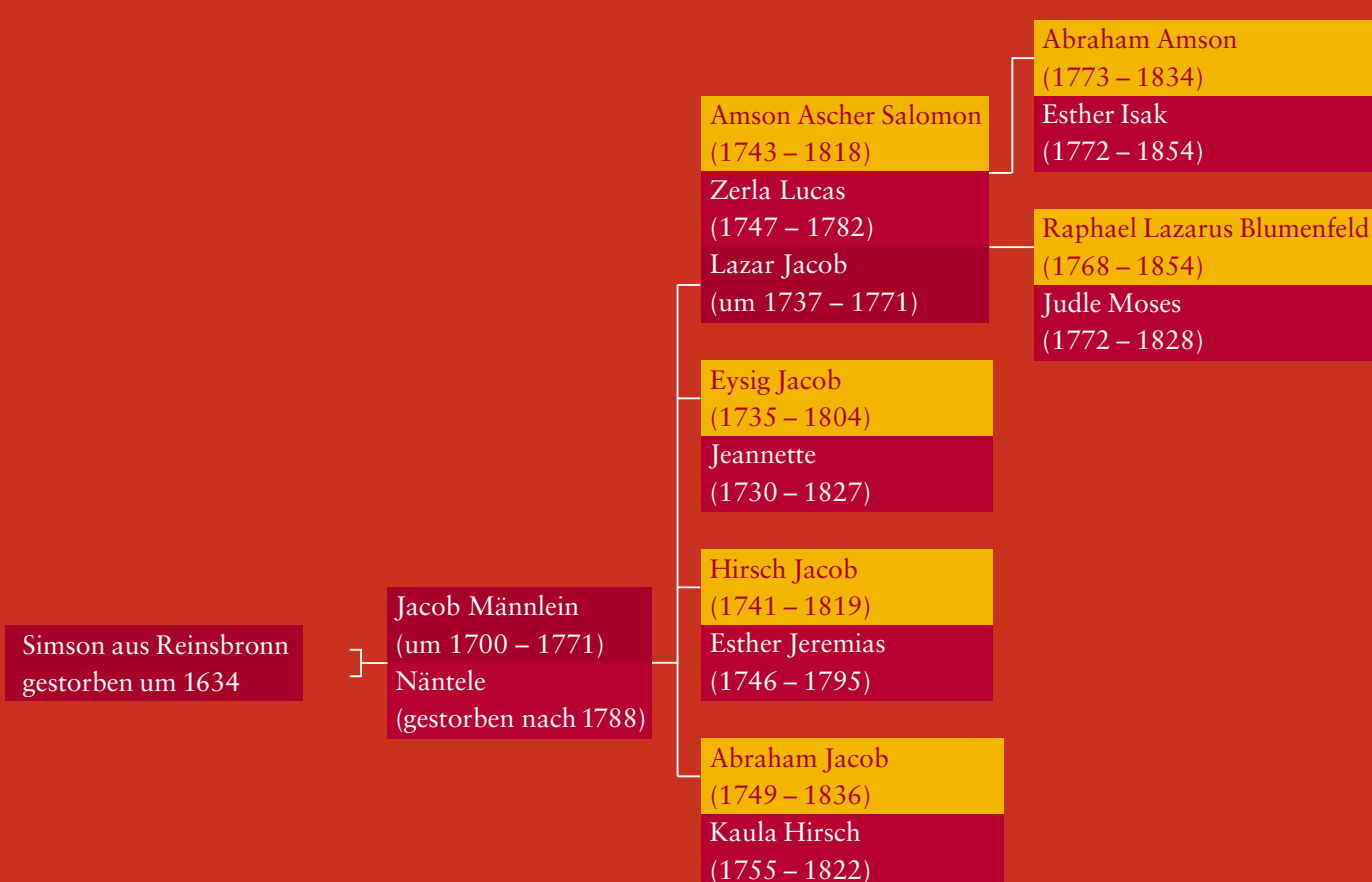 Simson aus Reinsbronn
gestorben um 1634
Jacob Männlein
(um 1700 – 1771)
Näntele
(gestorben nach 1788)
Amson Ascher Salomon
(1743 – 1818)
Zerla Lucas
(1747 – 1782)
Lazar Jacob
(um 1737 – 1771)
Eysig Jacob
(1735 – 1804)
Jeannette
(1730 – 1827)
Hirsch Jacob
(1741 – 1819)
Esther Jeremias
(1746 – 1795)
Abraham Jacob
(1749 – 1836)
Kaula Hirsch
(1755 – 1822)
Abraham Amson
(1773 – 1834)
Esther Isak
(1772 – 1854)
Raphael Lazarus Blumenfeld
(1768 – 1854)
Judle Moses
(1772 – 1828)